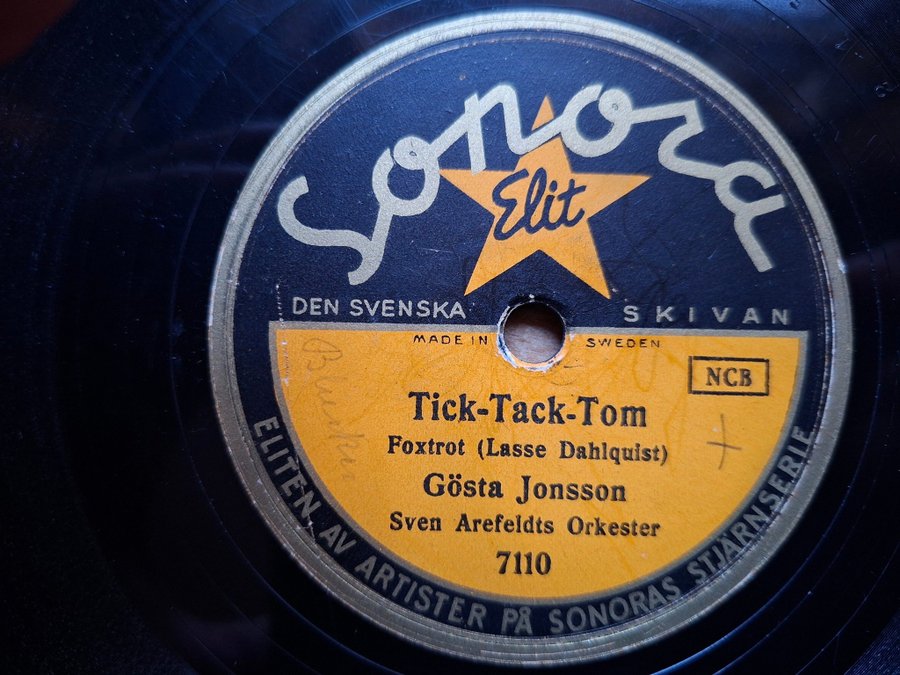 Sonora
Elit
DEN SVENSKA SKIVAN
MADE IN SWEDEN
NCB
Tick-Tack-Tom
Foxtrot (Lasse Dahlquist)
Gösta Jonsson
Sven Arefeldts Orkester
7110
ELITEN AV ARTISTER PÅ SONORAS STJÄRNSERIE